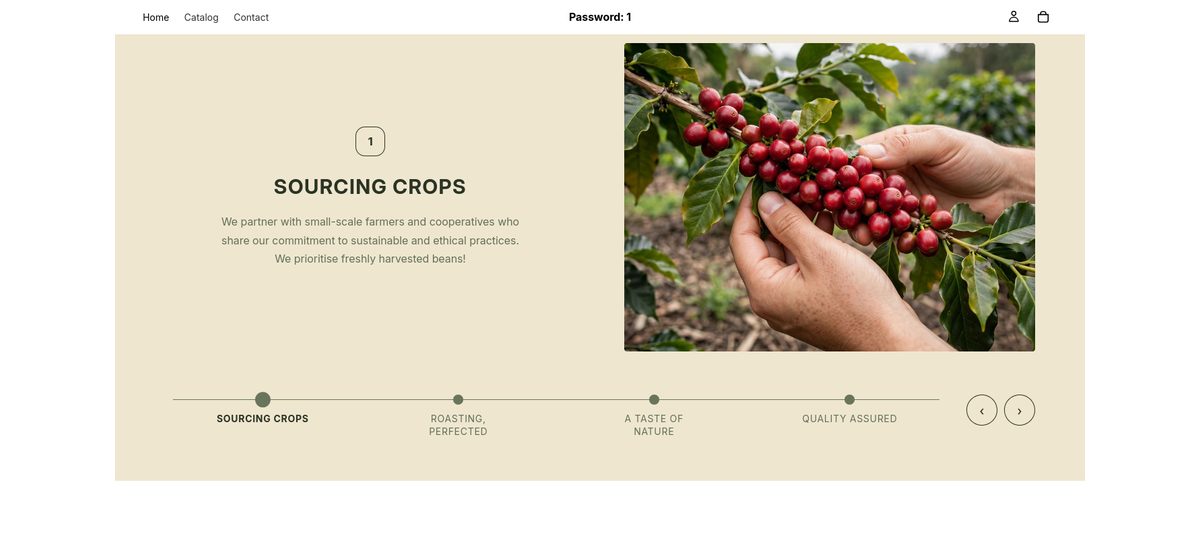 Home Catalog Contact Password: 1
1
SOURCING CROPS
We partner with small-scale farmers and cooperatives who
share our commitment to sustainable and ethical practices.
We prioritise freshly harvested beans!
SOURCING CROPS
ROASTING,
PERFECTED
A TASTE OF
NATURE
QUALITY ASSURED
‹ ›